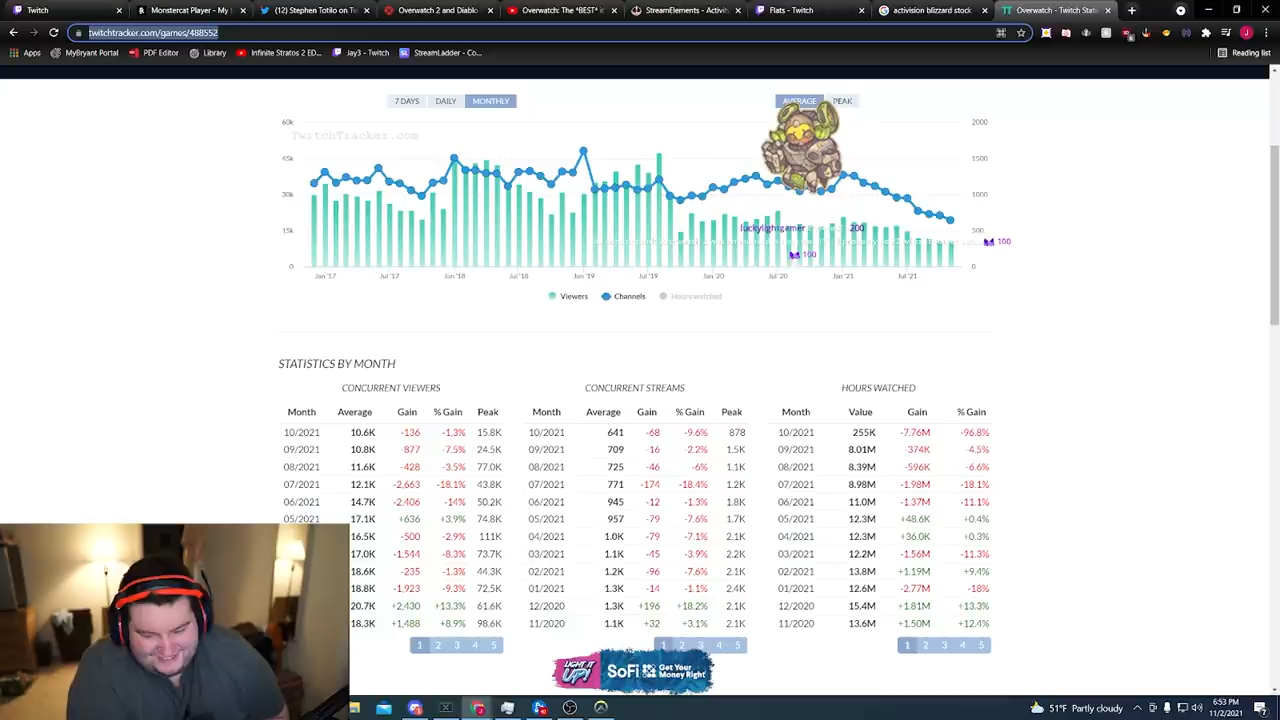 Twitch
Monstercat Player - My
(12) Stephen Totilo on Twitt
Overwatch: The *BEST* H
StreamElements - Activit
Flats - Twitch
activision blizzard stock
Overwatch Twitch Statis
twitchtracker.com/games/488552
Apps
MyBryant Portal
PDF Editor
Library
Infinite Stratos 2 ED...
Jay3 - Twitch
StreamLadder - Co...
Reading list
7 DAYS DAILY MONTHLY AVERAGE PEAK
TwitchTracker.com
60k 2000
45k 1500
30k 1000
15k 500
0 0
luckylightgamer 200
100
100
Jan '17 Jul '17 Jan '18 Jul '18 Jan '19 Jul '19 Jan '20 Jul '20 Jan '21 Jul '21
Viewers Channels Hours watched
STATISTICS BY MONTH
CONCURRENT VIEWERS CONCURRENT STREAMS HOURS WATCHED
Month Average Gain % Gain Peak Month Average Gain % Gain Peak Month Value Gain % Gain
10/2021 10.6K -136 -1.3% 15.8K 10/2021 641 -68 -9.6% 878 10/2021 255K -7.76M -96.8%
09/2021 10.8K -877 -7.5% 24.5K 09/2021 709 -16 -2.2% 1.5K 09/2021 8.01M -374K -4.5%
08/2021 11.6K -428 -3.5% 77.0K 08/2021 725 -46 -6% 1.1K 08/2021 8.39M -596K -6.6%
07/2021 12.1K -2,663 -18.1% 43.8K 07/2021 771 -174 -18.4% 1.2K 07/2021 8.98M -1.98M -18.1%
06/2021 14.7K -2,406 -14% 50.2K 06/2021 945 -12 -1.3% 1.8K 06/2021 11.0M -1.37M -11.1%
05/2021 17.1K +636 +3.9% 74.8K 05/2021 957 -79 -7.6% 1.7K 05/2021 12.3M +48.6K +0.4%
16.5K -500 -2.9% 111K 04/2021 1.0K -79 -7.1% 2.1K 04/2021 12.3M +36.0K +0.3%
17.0K -1,544 -8.3% 73.7K 03/2021 1.1K -45 -3.9% 2.2K 03/2021 12.2M -1.56M -11.3%
18.6K -235 -1.3% 44.3K 02/2021 1.2K -96 -7.6% 2.1K 02/2021 13.8M +1.19M +9.4%
18.8K -1,923 -9.3% 72.5K 01/2021 1.3K -14 -1.1% 2.4K 01/2021 12.6M -2.77M -18%
20.7K +2,430 +13.3% 61.6K 12/2020 1.3K +196 +18.2% 2.1K 12/2020 15.4M +1.81M +13.3%
18.3K +1,488 +8.9% 98.6K 11/2020 1.1K +32 +3.1% 2.1K 11/2020 13.6M +1.50M +12.4%
1 2 3 4 5 1 2 3 4 5 1 2 3 4 5
LIGHT IT UP! SoFi Get Your Money Right
51°F Partly cloudy
6:53 PM
11/2/2021